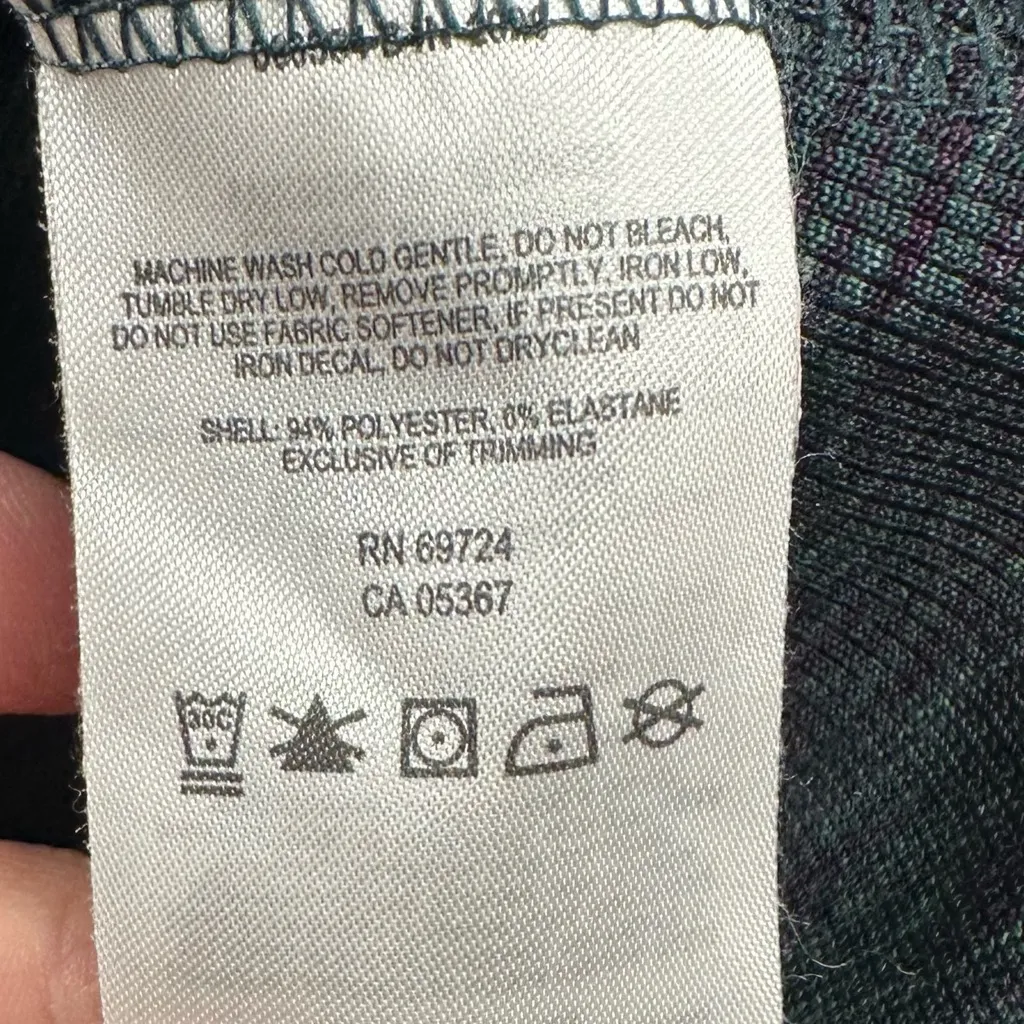 MACHINE WASH COLD GENTLE, DO NOT BLEACH,
TUMBLE DRY LOW, REMOVE PROMPTLY, IRON LOW,
DO NOT USE FABRIC SOFTENER, IF PRESENT DO NOT
IRON DECAL, DO NOT DRYCLEAN
SHELL: 94% POLYESTER, 6% ELASTANE
EXCLUSIVE OF TRIMMING
RN 69724
CA 05367
30C